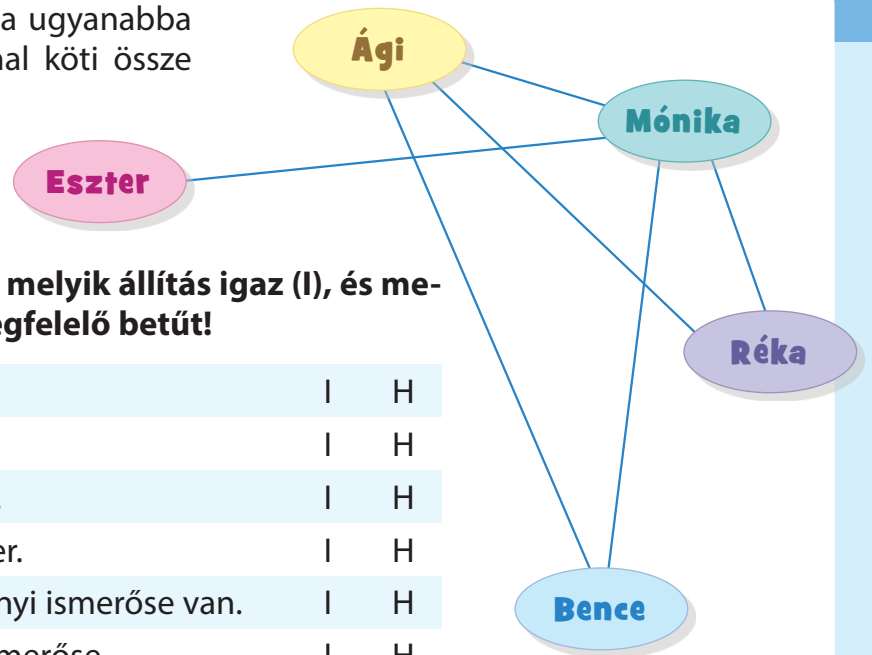 a ugyanabba
nal köti össze
Ági
Mónika
Eszter
melyik állítás igaz (I), és me-
egfelelő betűt!
Réka
I H
I H
I H
er. I H
nyi ismerőse van. I H
merőse I H
Bence